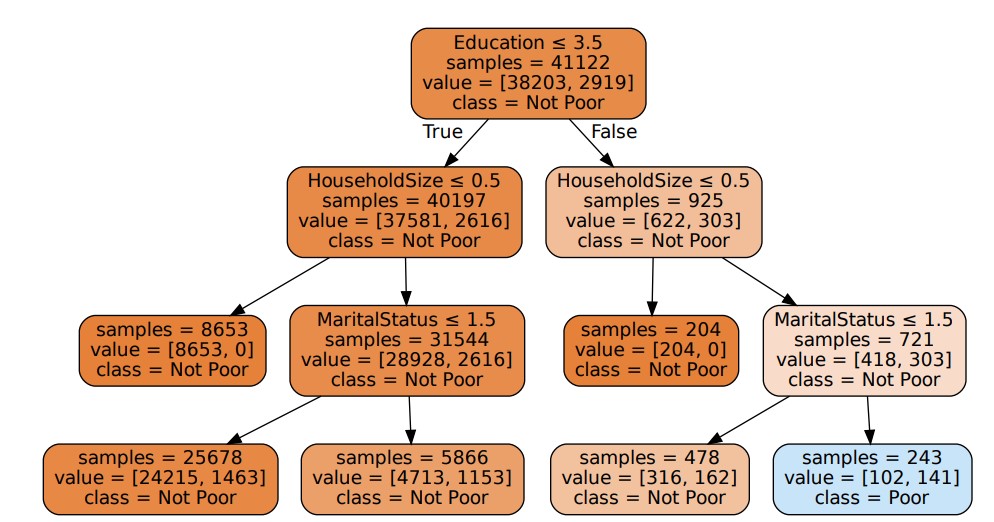 Education ≤ 3.5
samples = 41122
value = [38203, 2919]
class = Not Poor
True
False
HouseholdSize ≤ 0.5
samples = 40197
value = [37581, 2616]
class = Not Poor
HouseholdSize ≤ 0.5
samples = 925
value = [622, 303]
class = Not Poor
samples = 8653
value = [8653, 0]
class = Not Poor
MaritalStatus ≤ 1.5
samples = 31544
value = [28928, 2616]
class = Not Poor
samples = 204
value = [204, 0]
class = Not Poor
MaritalStatus ≤ 1.5
samples = 721
value = [418, 303]
class = Not Poor
samples = 25678
value = [24215, 1463]
class = Not Poor
samples = 5866
value = [4713, 1153]
class = Not Poor
samples = 478
value = [316, 162]
class = Not Poor
samples = 243
value = [102, 141]
class = Poor